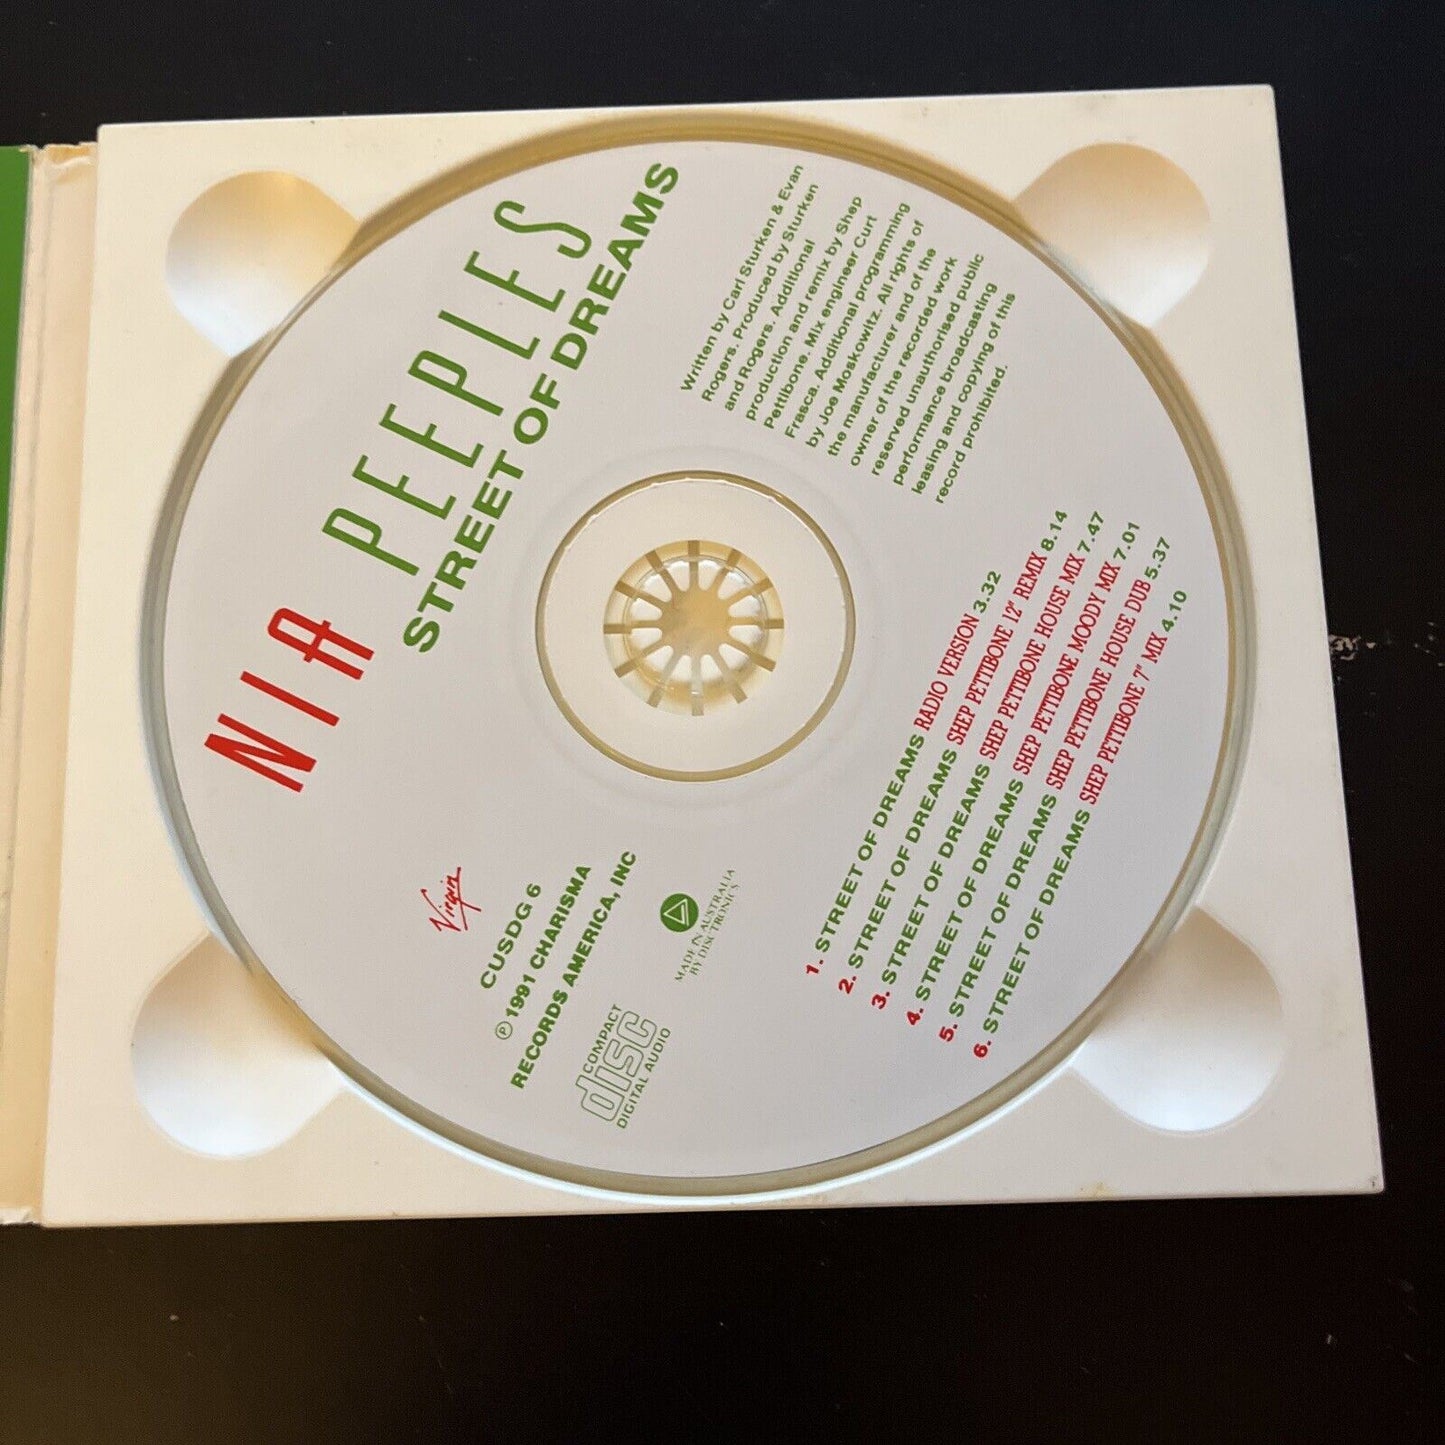 NIA PEEPLES
STREET OF DREAMS
Written by Carl Sturken & Evan
Rogers. Produced by Sturken
and Rogers. Additional
production and remix by Shep
Pettibone. Mix engineer Curt
Frasca. Additional programming
by Joe Moskowitz. All rights of
the manufacturer and of the
owner of the recorded work
reserved unauthorised public
performance broadcasting
leasing and copying of this
record prohibited.
1. STREET OF DREAMS RADIO VERSION 3.32
2. STREET OF DREAMS SHEP PETTIBONE 12" REMIX 8.14
3. STREET OF DREAMS SHEP PETTIBONE HOUSE MIX 7.47
4. STREET OF DREAMS SHEP PETTIBONE MOODY MIX 7.01
5. STREET OF DREAMS SHEP PETTIBONE HOUSE DUB 5.37
6. STREET OF DREAMS SHEP PETTIBONE 7" MIX 4.10
Virgin
CUSDG 6
℗ 1991 CHARISMA
RECORDS AMERICA, INC
COMPACT
disc
DIGITAL AUDIO
MADE IN AUSTRALIA
BY DISCTRONICS